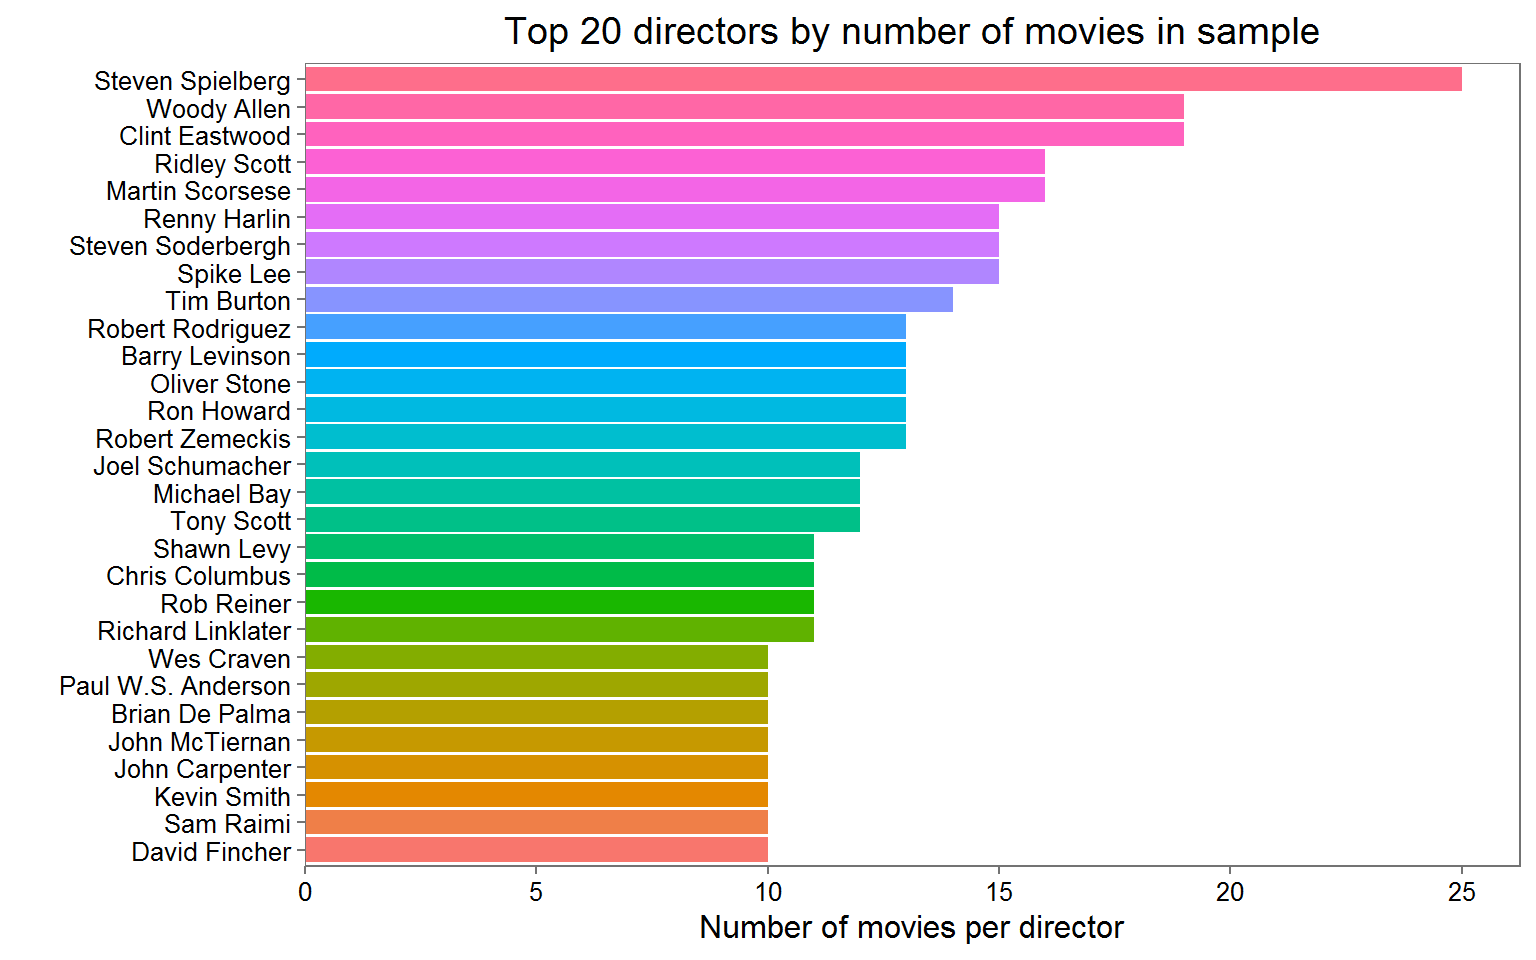 Top 20 directors by number of movies in sample
Steven Spielberg
Woody Allen
Clint Eastwood
Ridley Scott
Martin Scorsese
Renny Harlin
Steven Soderbergh
Spike Lee
Tim Burton
Robert Rodriguez
Barry Levinson
Oliver Stone
Ron Howard
Robert Zemeckis
Joel Schumacher
Michael Bay
Tony Scott
Shawn Levy
Chris Columbus
Rob Reiner
Richard Linklater
Wes Craven
Paul W.S. Anderson
Brian De Palma
John McTiernan
John Carpenter
Kevin Smith
Sam Raimi
David Fincher
0 5 10 15 20 25
Number of movies per director